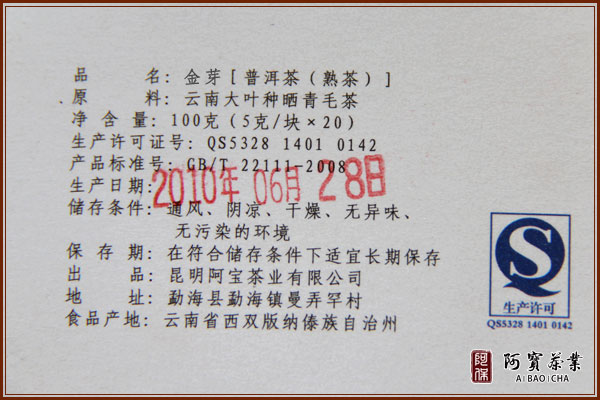 品 名：金芽[普洱茶（熟茶）]
原 料：云南大叶种晒青毛茶
净 含 量：100克（5克/块×20）
生产许可证号：QS5328 1401 0142
产品标准号：GB/T 22111-2008
生产日期：2010年 06月 28日
储存条件：通风、阴凉、干燥、无异味、
无污染的环境
保 存 期：在符合储存条件下适宜长期保存
出 品：昆明阿宝茶业有限公司
地 址：勐海县勐海镇曼弄罕村
食品产地：云南省西双版纳傣族自治州
生产许可
QS5328 1401 0142
阿寶茶業
A|BAO|CHA